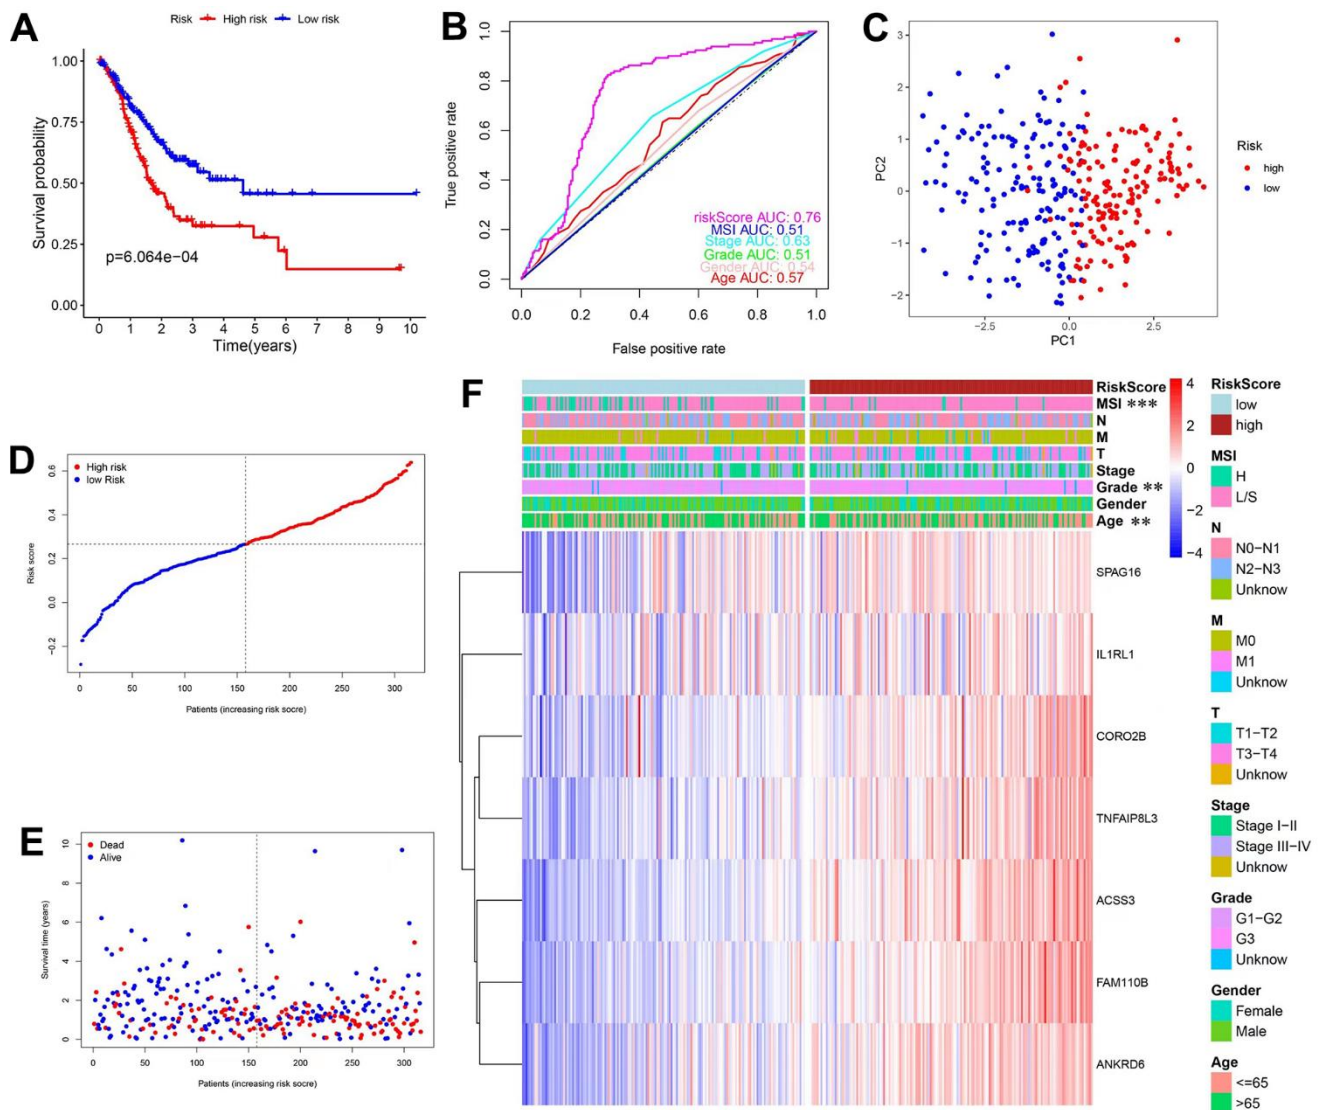 A
Risk High risk Low risk
Survival probability
1.00
0.75
0.50
0.25
0.00
p=6.064e−04
0 1 2 3 4 5 6 7 8 9 10
Time(years)
B
True positive rate
1.0
0.8
0.6
0.4
0.2
0.0
riskScore AUC: 0.76
MSI AUC: 0.51
Stage AUC: 0.63
Grade AUC: 0.51
Gender AUC: 0.54
Age AUC: 0.57
0.0 0.2 0.4 0.6 0.8 1.0
False positive rate
C
PC2
3
2
1
0
−1
−2
−2.5 0.0 2.5
PC1
Risk
high
low
D
High risk
low Risk
Risk score
0.6
0.4
0.2
0.0
−0.2
0 50 100 150 200 250 300
Patients (increasing risk socre)
E
Dead
Alive
Survival time (years)
10
8
6
4
2
0
0 50 100 150 200 250 300
Patients (increasing risk socre)
F
RiskScore
MSI ***
N
M
T
Stage
Grade **
Gender
Age **
SPAG16
IL1RL1
CORO2B
TNFAIP8L3
ACSS3
FAM110B
ANKRD6
4
2
0
−2
−4
RiskScore
low
high
MSI
H
L/S
N
N0−N1
N2−N3
Unknow
M
M0
M1
Unknow
T
T1−T2
T3−T4
Unknow
Stage
Stage I−II
Stage III−IV
Unknow
Grade
G1−G2
G3
Unknow
Gender
Female
Male
Age
<=65
>65